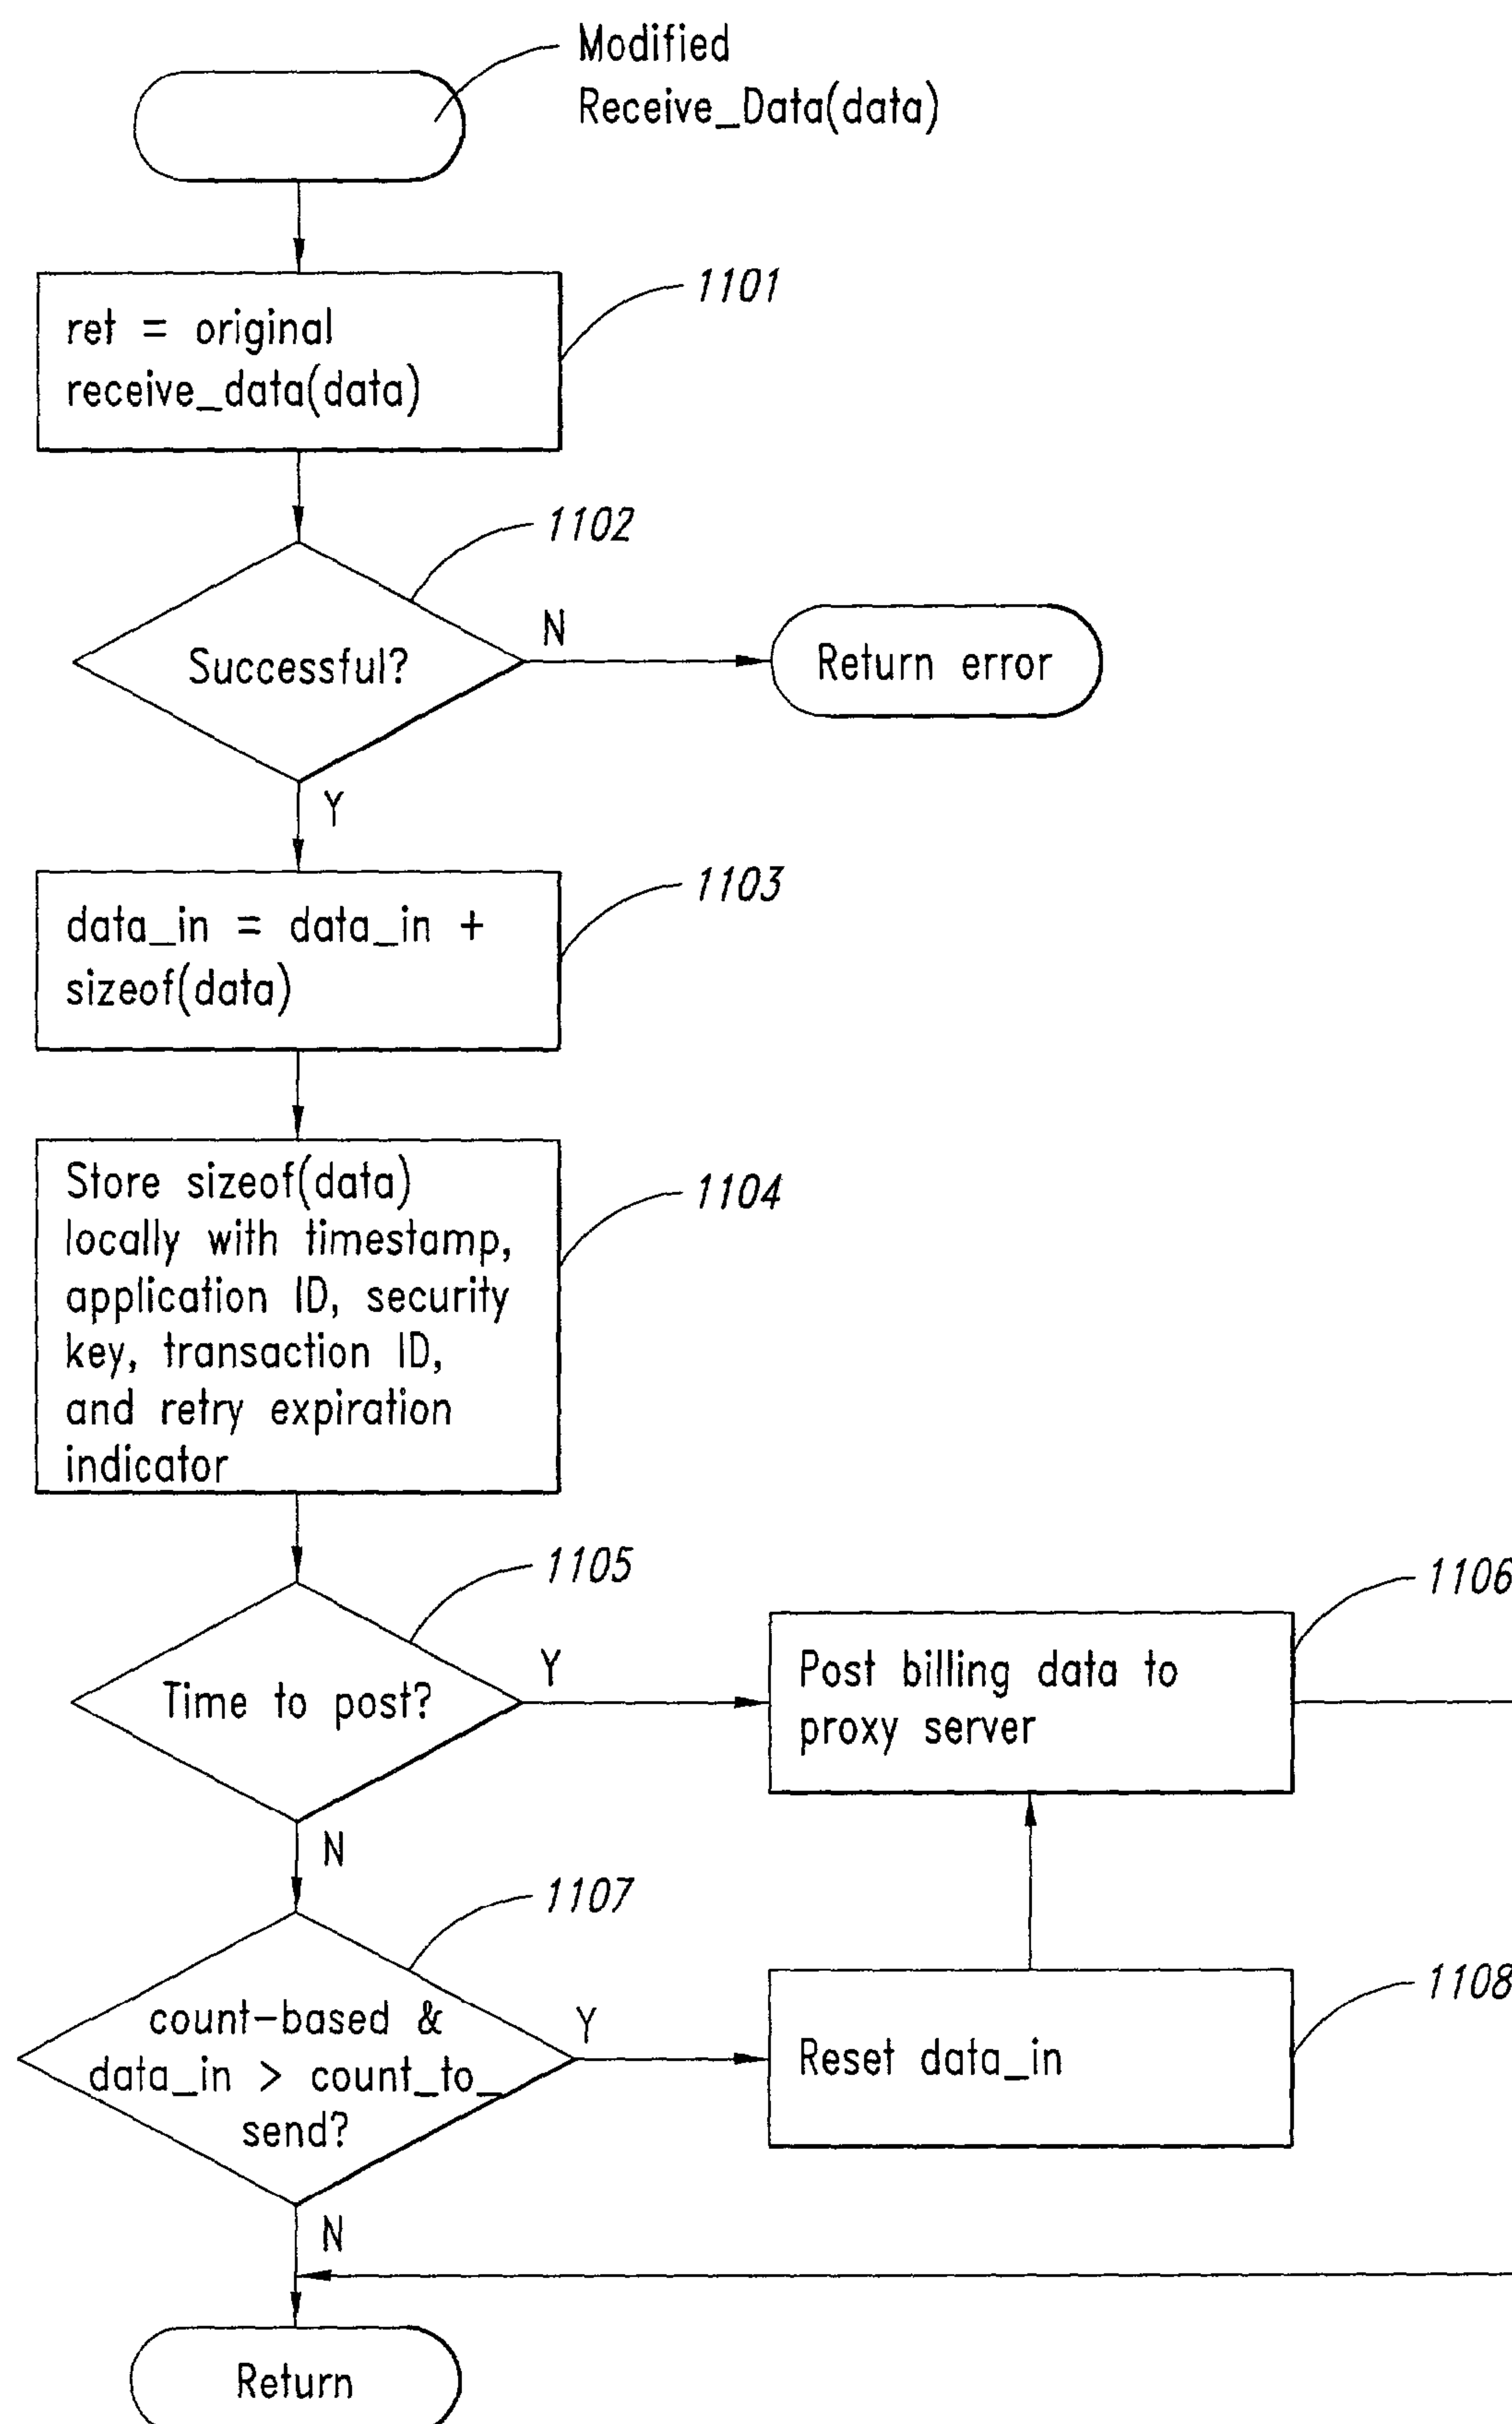 Modified
Receive_Data(data)
1101
ret = original
receive_data(data)
1102
Successful?
N
Return error
Y
1103
data_in = data_in +
sizeof(data)
1104
Store sizeof(data)
locally with timestamp,
application ID, security
key, transaction ID,
and retry expiration
indicator
1105
Time to post?
Y
1106
Post billing data to
proxy server
N
1107
count-based &
data_in > count_to_
send?
Y
1108
Reset data_in
N
Return